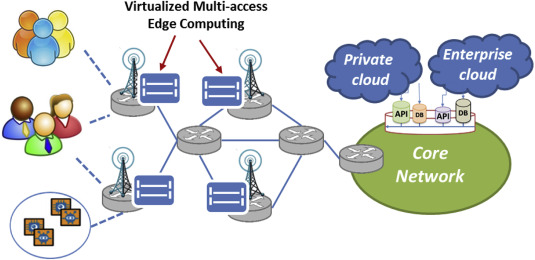 Virtualized Multi-access
Edge Computing
Private
cloud
Enterprise
cloud
API
DB
API
DB
Core
Network